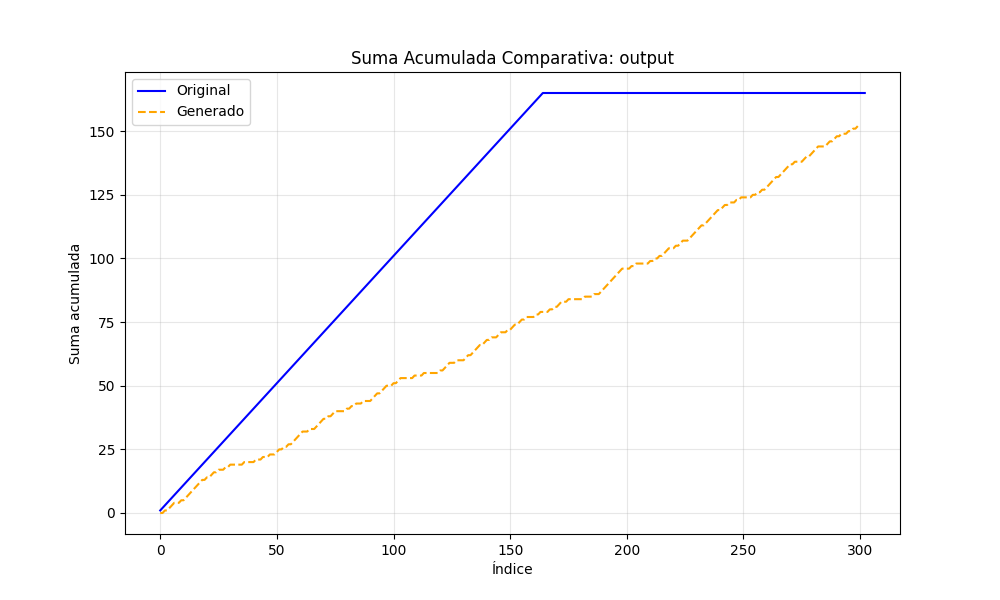 Suma Acumulada Comparativa: output
Original
Generado
Suma acumulada
150
125
100
75
50
25
0
0 50 100 150 200 250 300
Índice